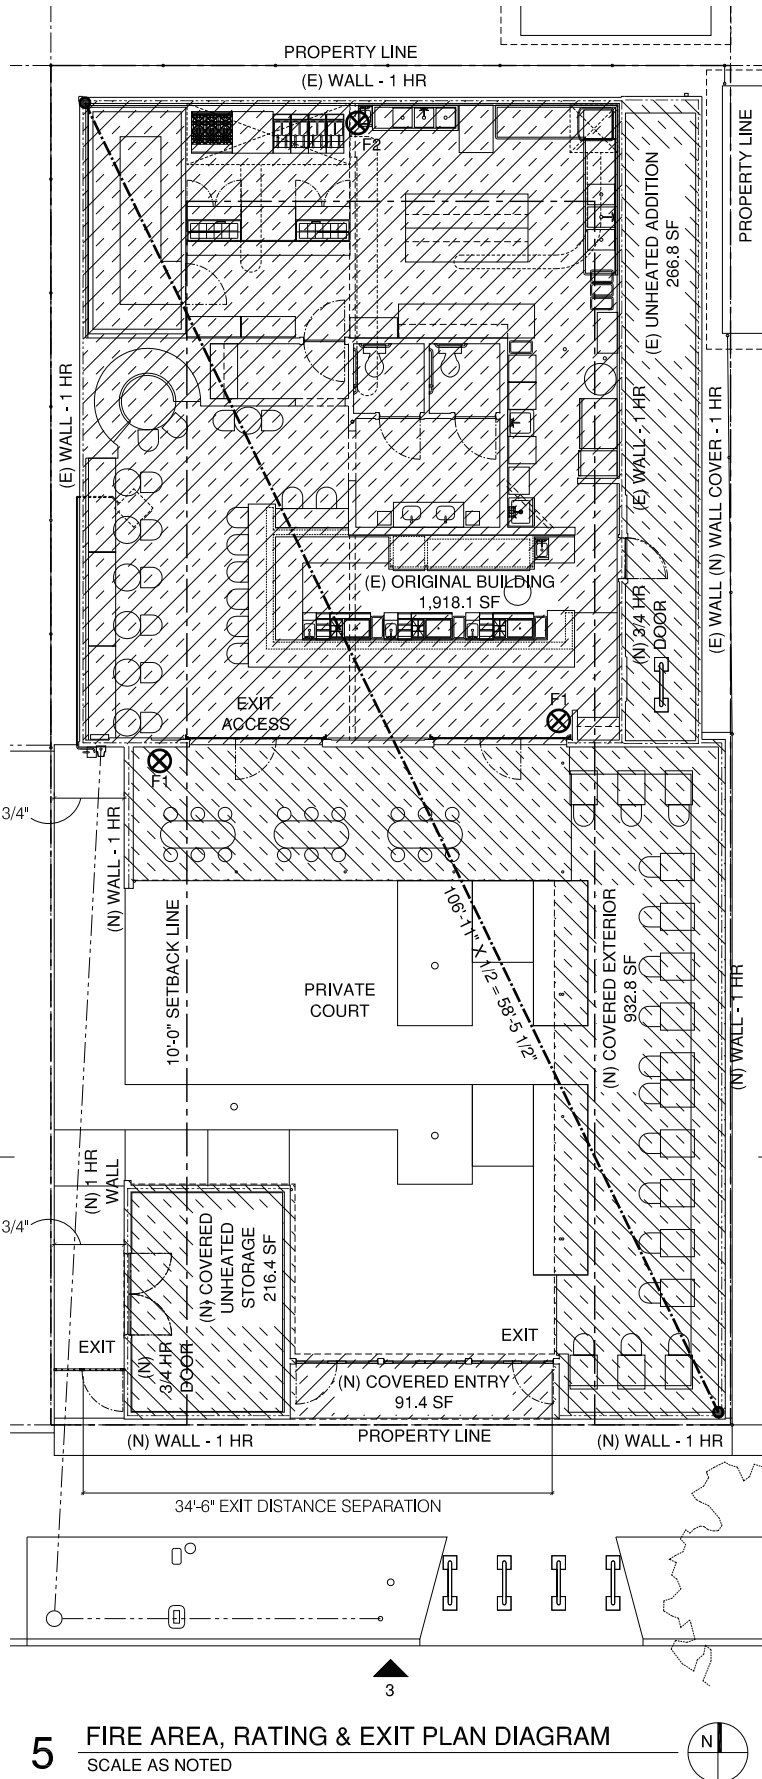 PROPERTY LINE
(E) WALL - 1 HR
PROPERTY LINE
F2
(E) UNHEATED ADDITION
266.8 SF
(E) WALL - 1 HR
(E) WALL - 1 HR
(E) WALL (N) WALL COVER - 1 HR
(E) ORIGINAL BUILDING
1,918.1 SF
(N) 3/4 HR
DOOR
EXIT
ACCESS
F1
F1
3/4"
(N) WALL - 1 HR
10'-0" SETBACK LINE
106'-11" X 1/2 = 58'-5 1/2"
PRIVATE
COURT
(N) COVERED EXTERIOR
932.8 SF
(N) WALL - 1 HR
(N) 1 HR
WALL
3/4"
(N) COVERED
UNHEATED
STORAGE
216.4 SF
EXIT
(N)
3/4 HR
DOOR
EXIT
(N) COVERED ENTRY
91.4 SF
(N) WALL - 1 HR
PROPERTY LINE
(N) WALL - 1 HR
34'-6" EXIT DISTANCE SEPARATION
3
5
FIRE AREA, RATING & EXIT PLAN DIAGRAM
SCALE AS NOTED
N